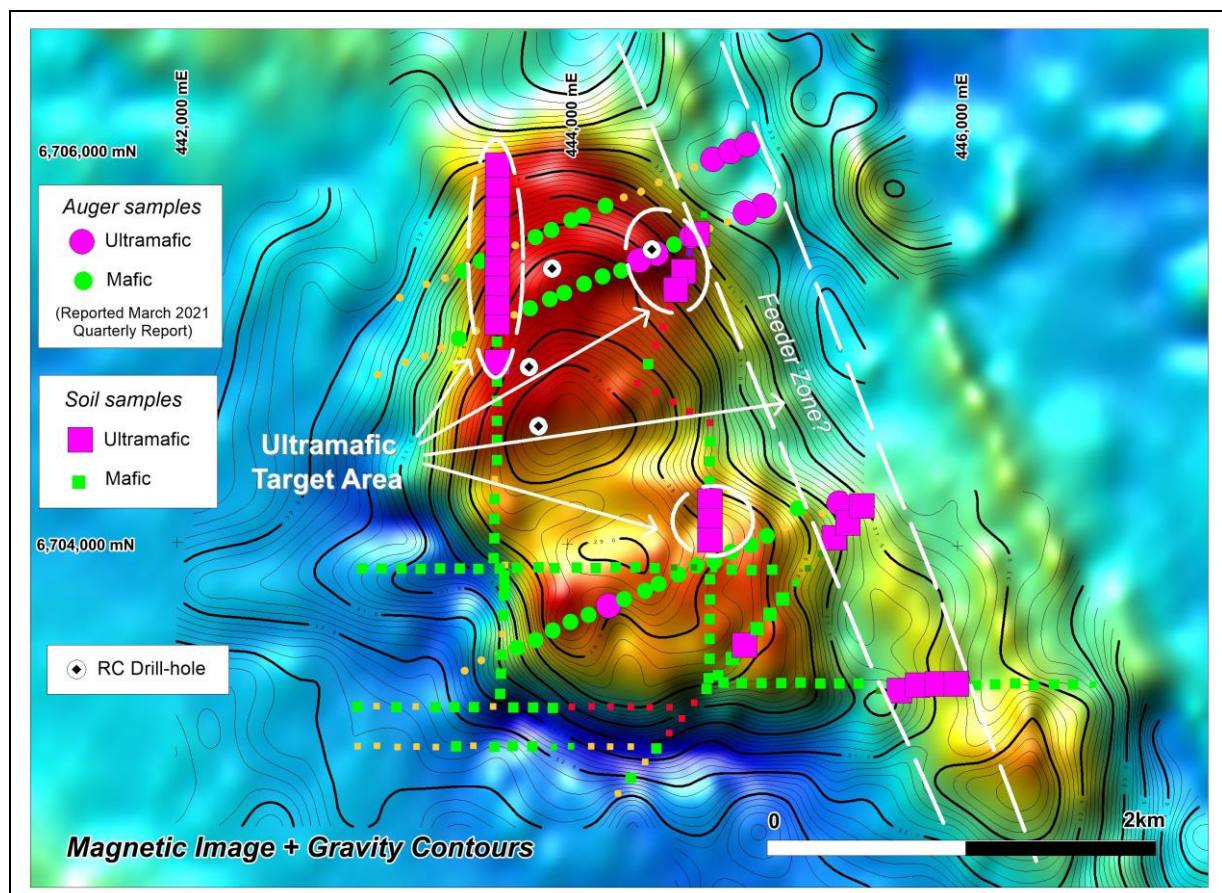 442,000 mE
444,000 mE
446,000 mE
6,706,000 mN
Auger samples
Ultramafic
Mafic
(Reported March 2021
Quarterly Report)
Soil samples
Ultramafic
Mafic
Feeder Zone?
Ultramafic
Target Area
6,704,000 mN
RC Drill-hole
0
2km
Magnetic Image + Gravity Contours